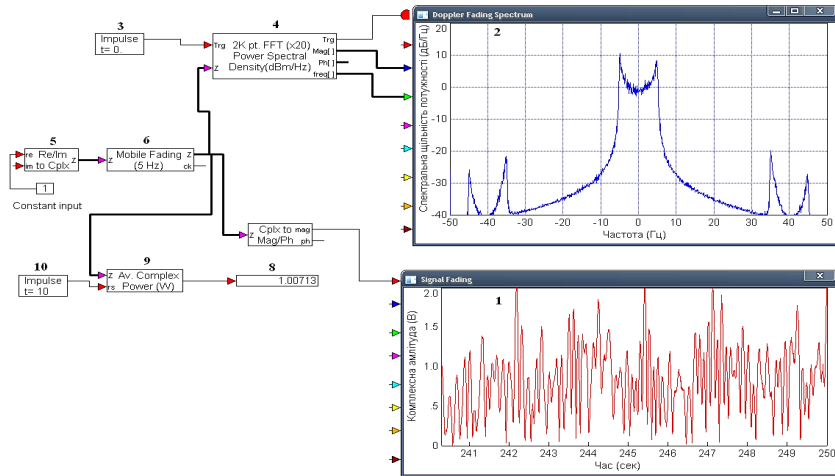 3
Impulse
t= 0.
4
Trg
z
2K pt. FFT (x20)
Power Spectral
Density(dBm/Hz)
Trg
Mag[ ]
Ph[ ]
freq[ ]
5
re
im
Re/Im
to Cplx
z
1
Constant input
6
z
Mobile Fading
(5 Hz)
z
ck
Cplx to
Mag/Ph
mag
ph
10
Impulse
t= 10
9
z
rs
Av. Complex
Power (W)
8
1.00713
Doppler Fading Spectrum
2
Спектральна щільність потужності (дБ/Гц)
20
10
0
-10
-20
-30
-40
-50
-40
-30
-20
-10
0
10
20
30
40
50
Частота (Гц)
Signal Fading
1
Комплексна амлітуда (В)
2.0
1.5
1.0
.5
0
241
242
243
244
245
246
247
248
249
250
Час (сек)